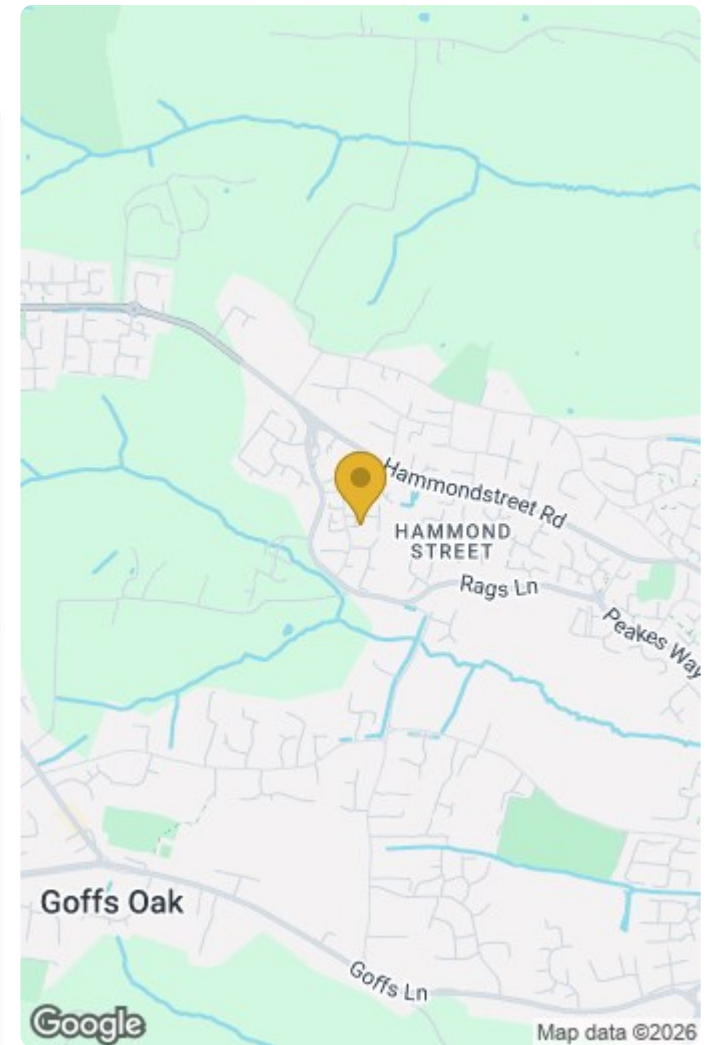 Hammondstreet Rd
HAMMOND
STREET
Rags Ln
Peakes Way
Goffs Oak
Goffs Ln
Google
Map data ©2026